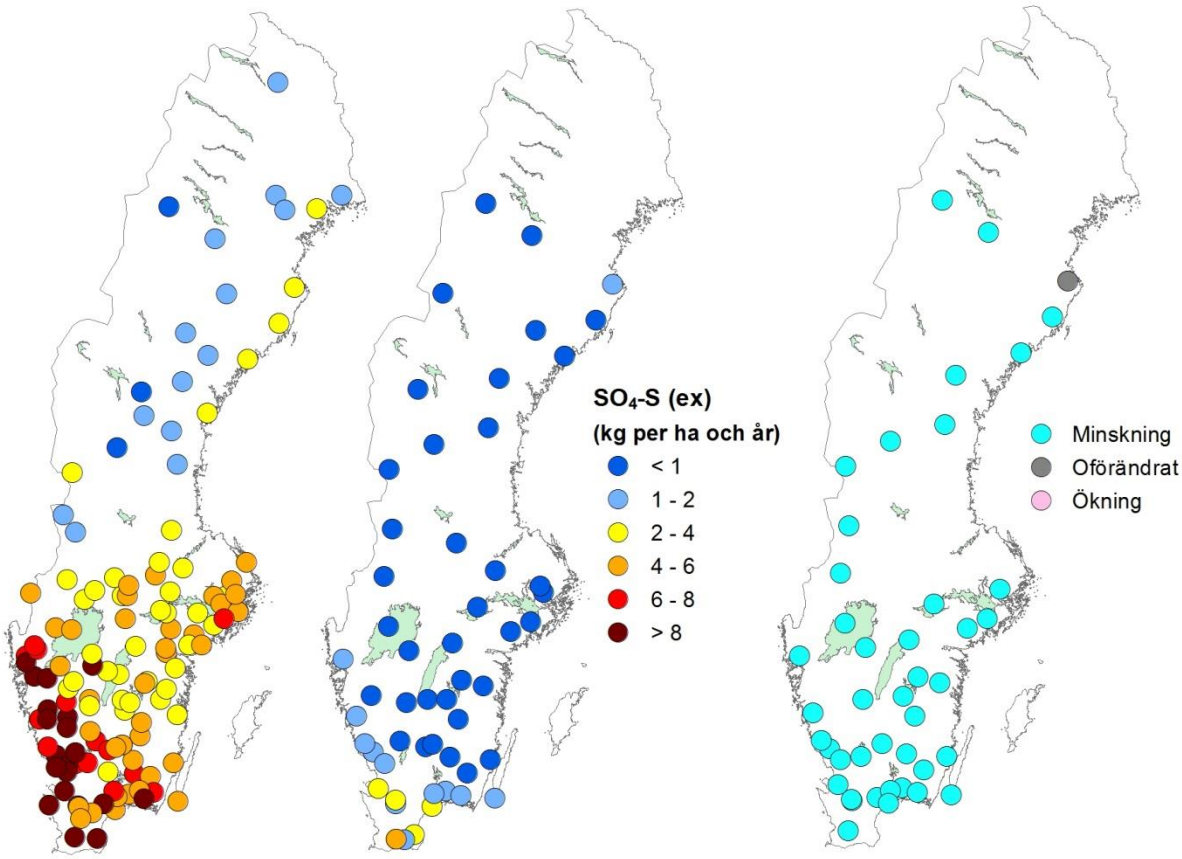 SO₄-S (ex)
(kg per ha och år)
< 1
1 - 2
2 - 4
4 - 6
6 - 8
> 8
Minskning
Oförändrat
Ökning